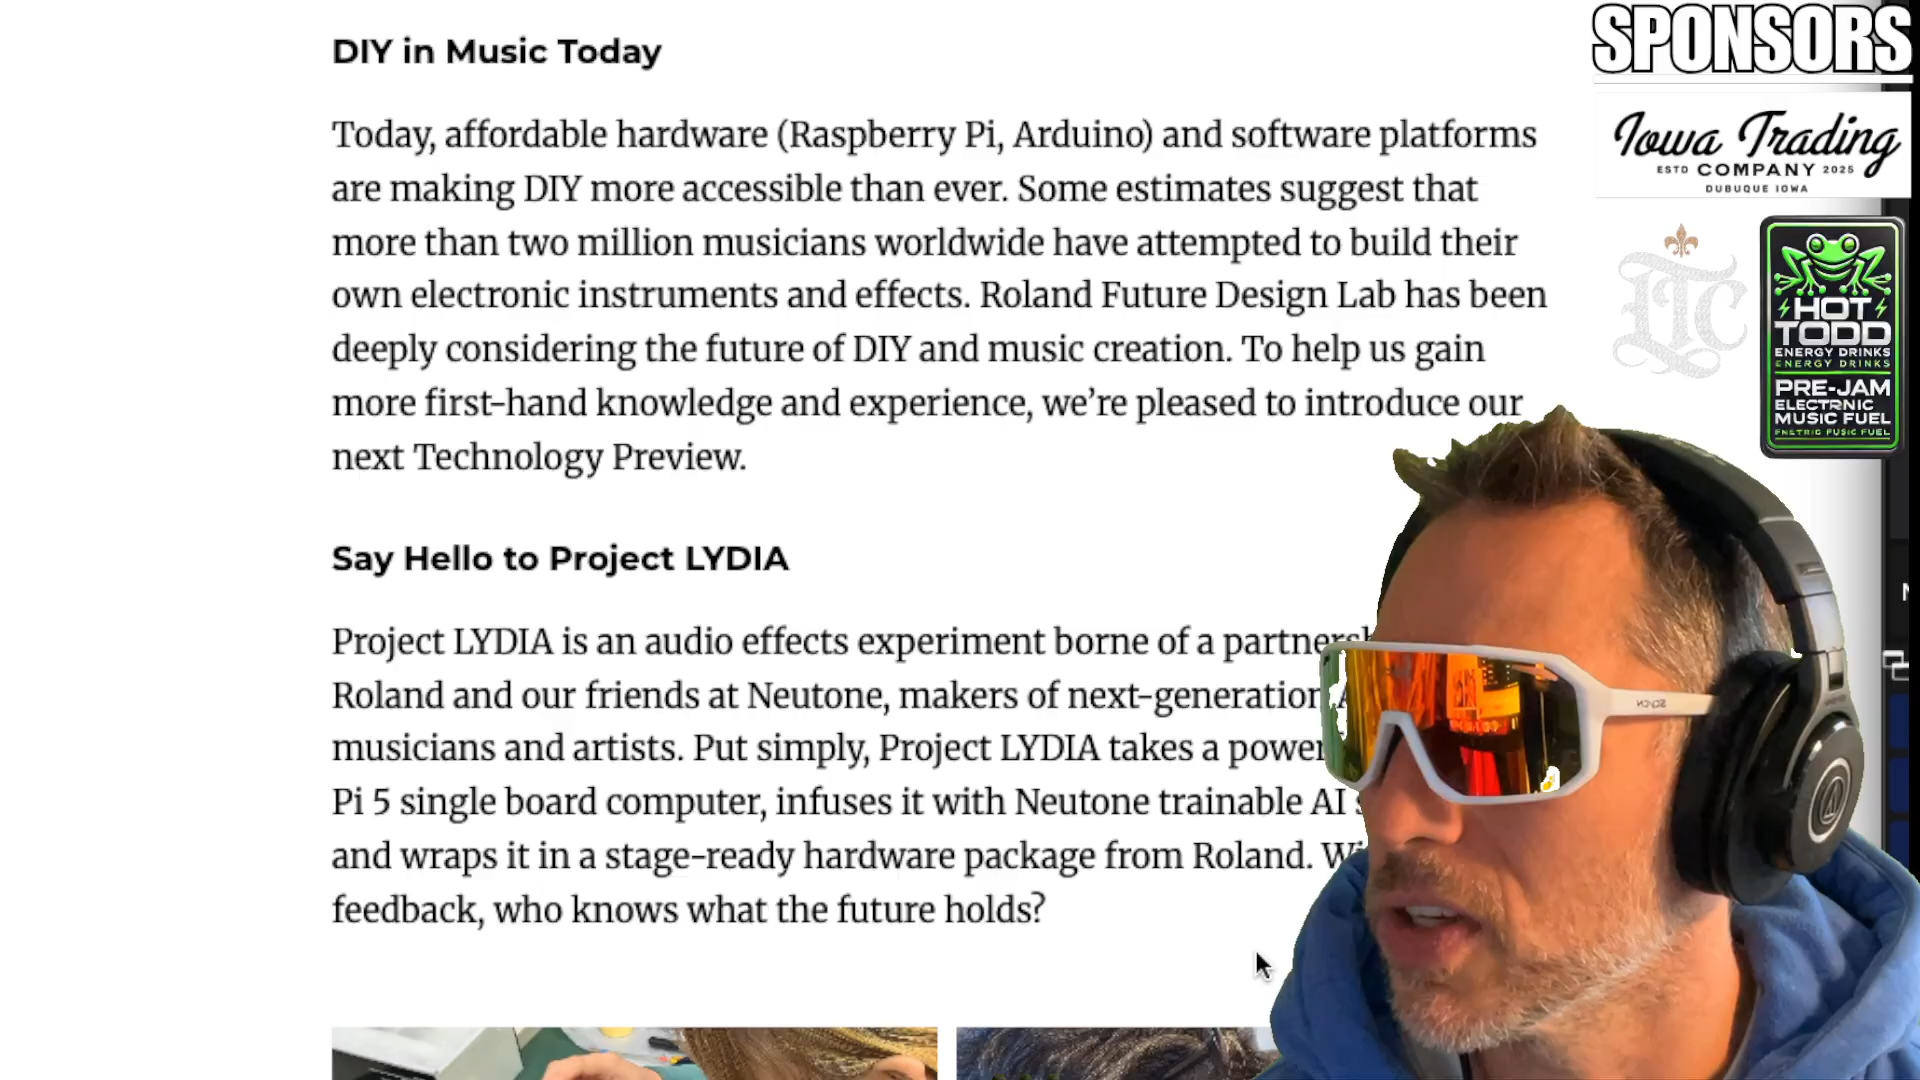 DIY in Music Today
Today, affordable hardware (Raspberry Pi, Arduino) and software platforms
are making DIY more accessible than ever. Some estimates suggest that
more than two million musicians worldwide have attempted to build their
own electronic instruments and effects. Roland Future Design Lab has been
deeply considering the future of DIY and music creation. To help us gain
more first-hand knowledge and experience, we’re pleased to introduce our
next Technology Preview.
Say Hello to Project LYDIA
Project LYDIA is an audio effects experiment borne of a
Roland and our friends at Neutone, makers of next-generation
musicians and artists. Put simply, Project LYDIA takes a
Pi 5 single board computer, infuses it with Neutone trainable AI
and wraps it in a stage-ready hardware package from Roland.
feedback, who knows what the future holds?
SPONSORS
Iowa Trading
ESTD COMPANY 2025
DUBUQUE IOWA
LTC
HOT
TODD
ENERGY DRINKS
ENERGY DRINKS
PRE-JAM
ELECTRNIC
MUSIC FUEL
FNETRIC FUSIC FUEL